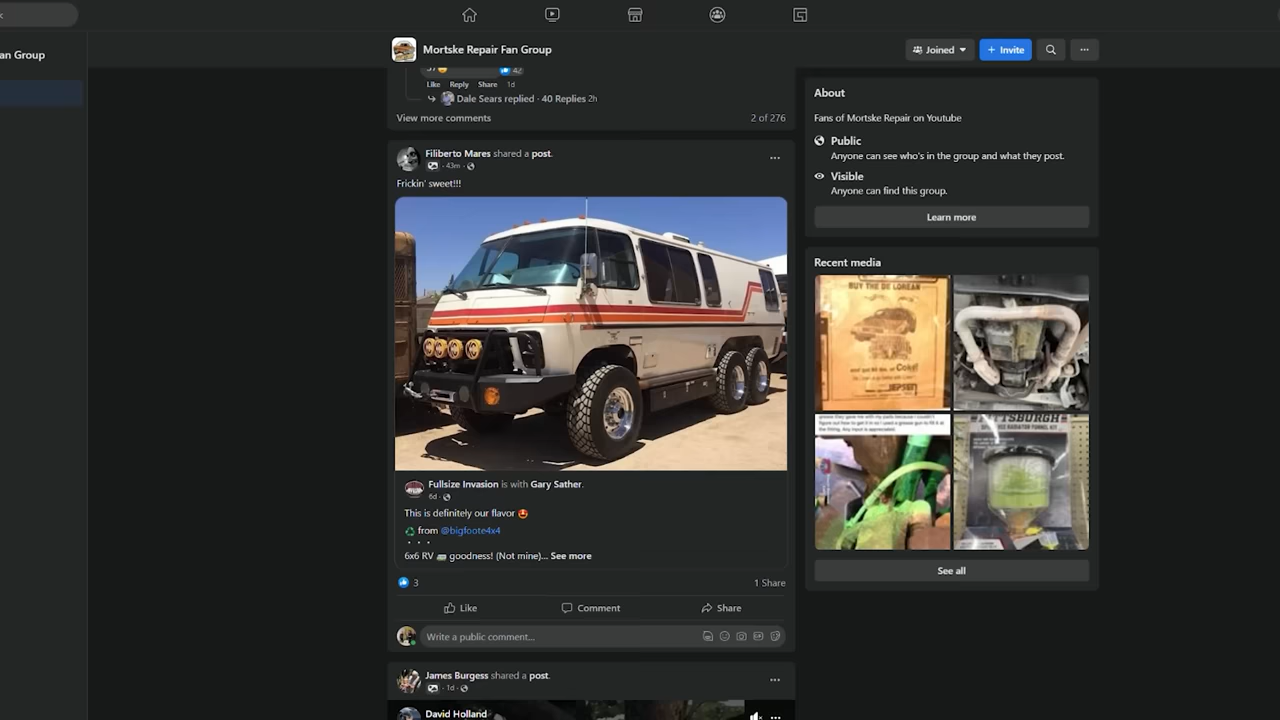 an Group
Mortske Repair Fan Group
Joined
+ Invite
Like Reply Share 1d
Dale Sears replied · 40 Replies 2h
View more comments
2 of 276
Filiberto Mares shared a post.
43m ·
Frickin' sweet!!!
Fullsize Invasion is with Gary Sather.
6d ·
This is definitely our flavor 🤩
♻️ from @bigfoote4x4
• • •
6x6 RV 🚐 goodness! (Not mine)... See more
3
1 Share
Like
Comment
Share
Write a public comment...
James Burgess shared a post.
1d ·
David Holland
About
Fans of Mortske Repair on Youtube
Public
Anyone can see who's in the group and what they post.
Visible
Anyone can find this group.
Learn more
Recent media
BUY THE DE LOREAN
JEPSEN
See all